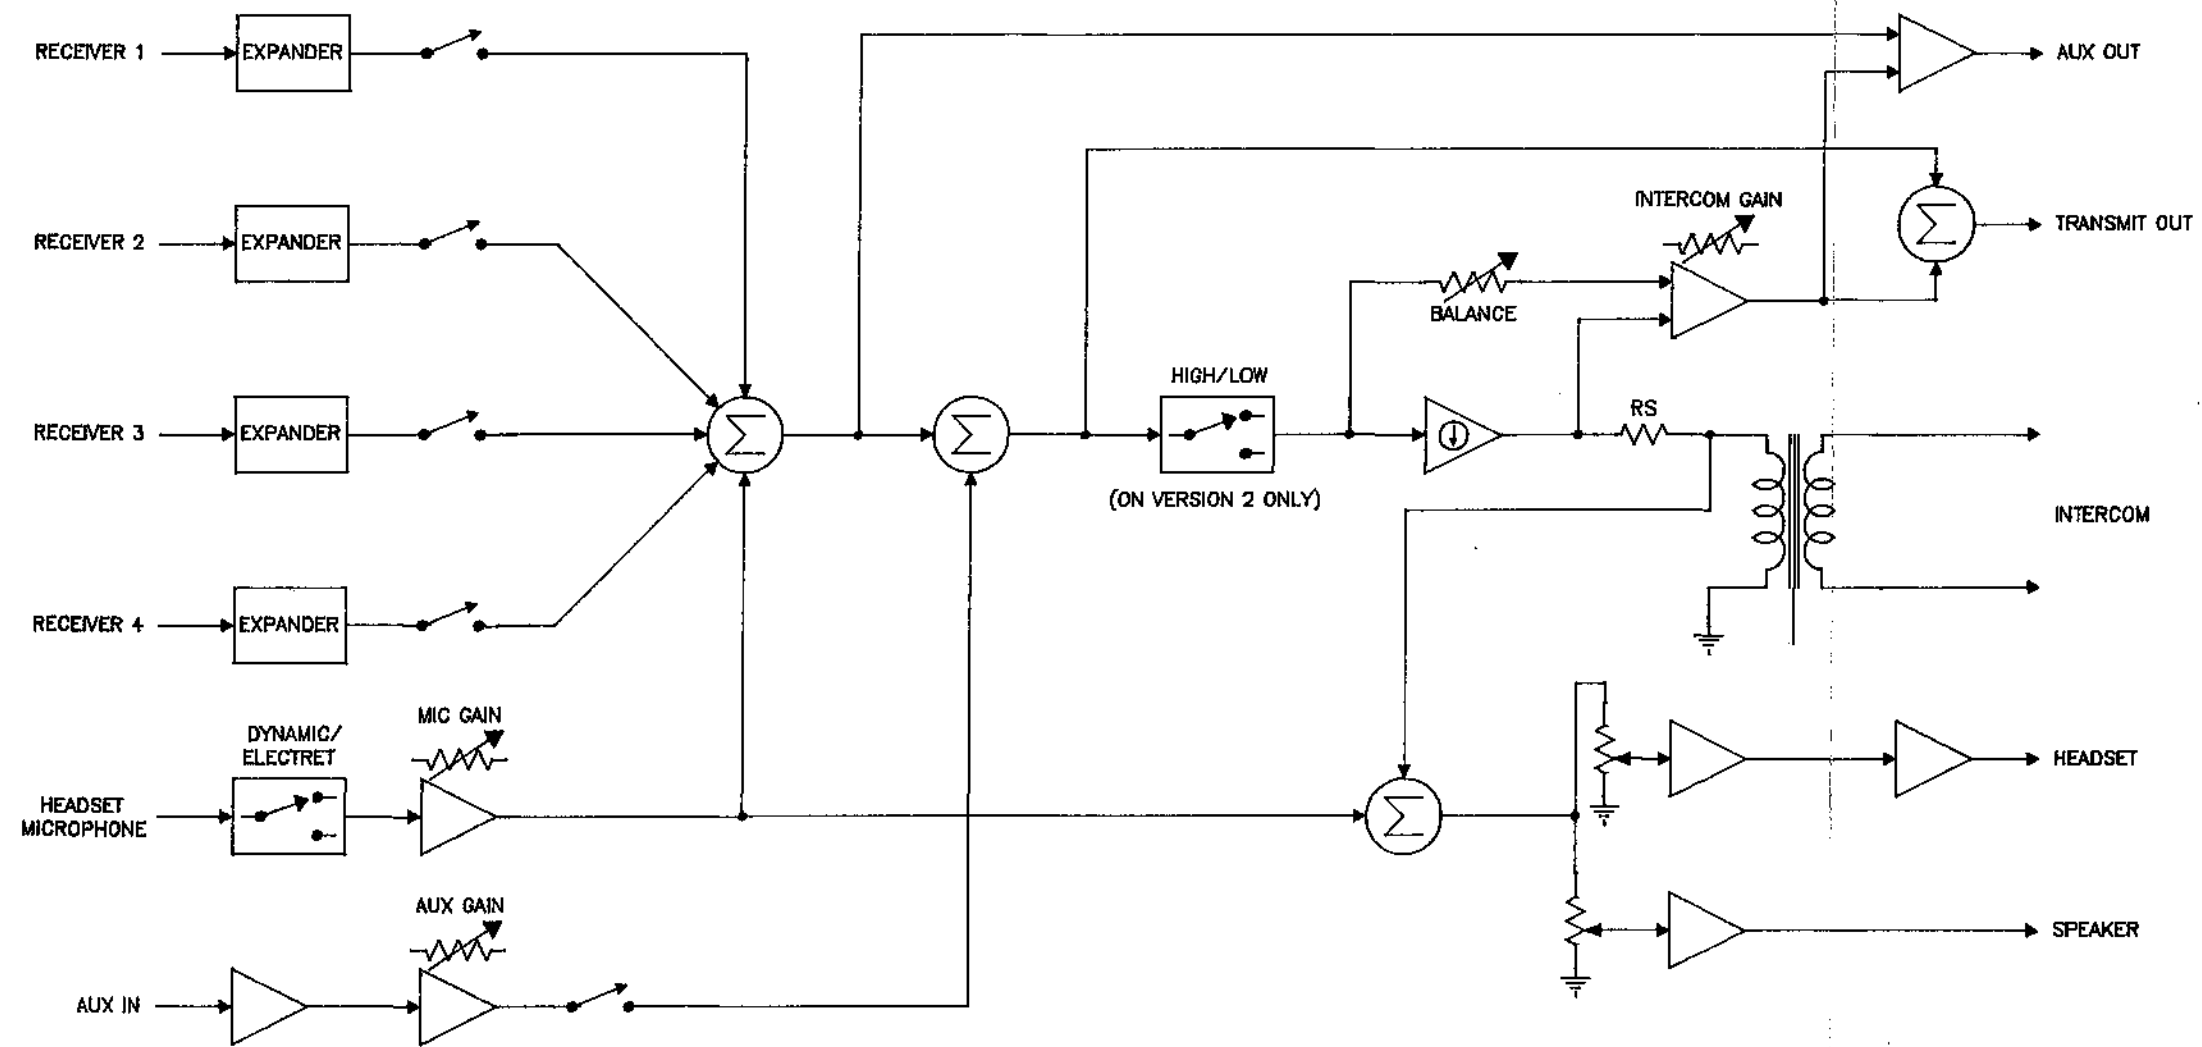 RECEIVER 1
EXPANDER
AUX OUT
RECEIVER 2
EXPANDER
INTERCOM GAIN
TRANSMIT OUT
BALANCE
HIGH/LOW
RECEIVER 3
EXPANDER
Σ
Σ
Σ
RS
(ON VERSION 2 ONLY)
INTERCOM
RECEIVER 4
EXPANDER
MIC GAIN
DYNAMIC/
ELECTRET
HEADSET
HEADSET
MICROPHONE
Σ
AUX GAIN
SPEAKER
AUX IN